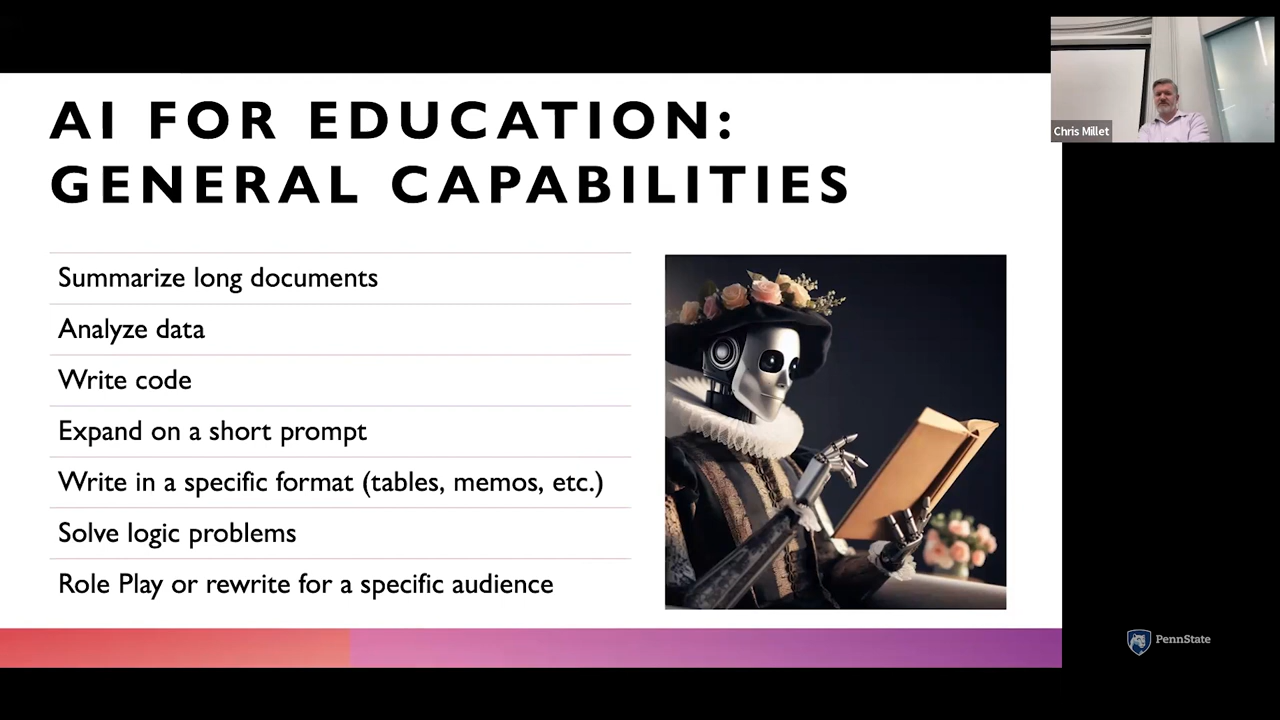 AI FOR EDUCATION:
GENERAL CAPABILITIES
Summarize long documents
Analyze data
Write code
Expand on a short prompt
Write in a specific format (tables, memos, etc.)
Solve logic problems
Role Play or rewrite for a specific audience
Chris Millet
PennState